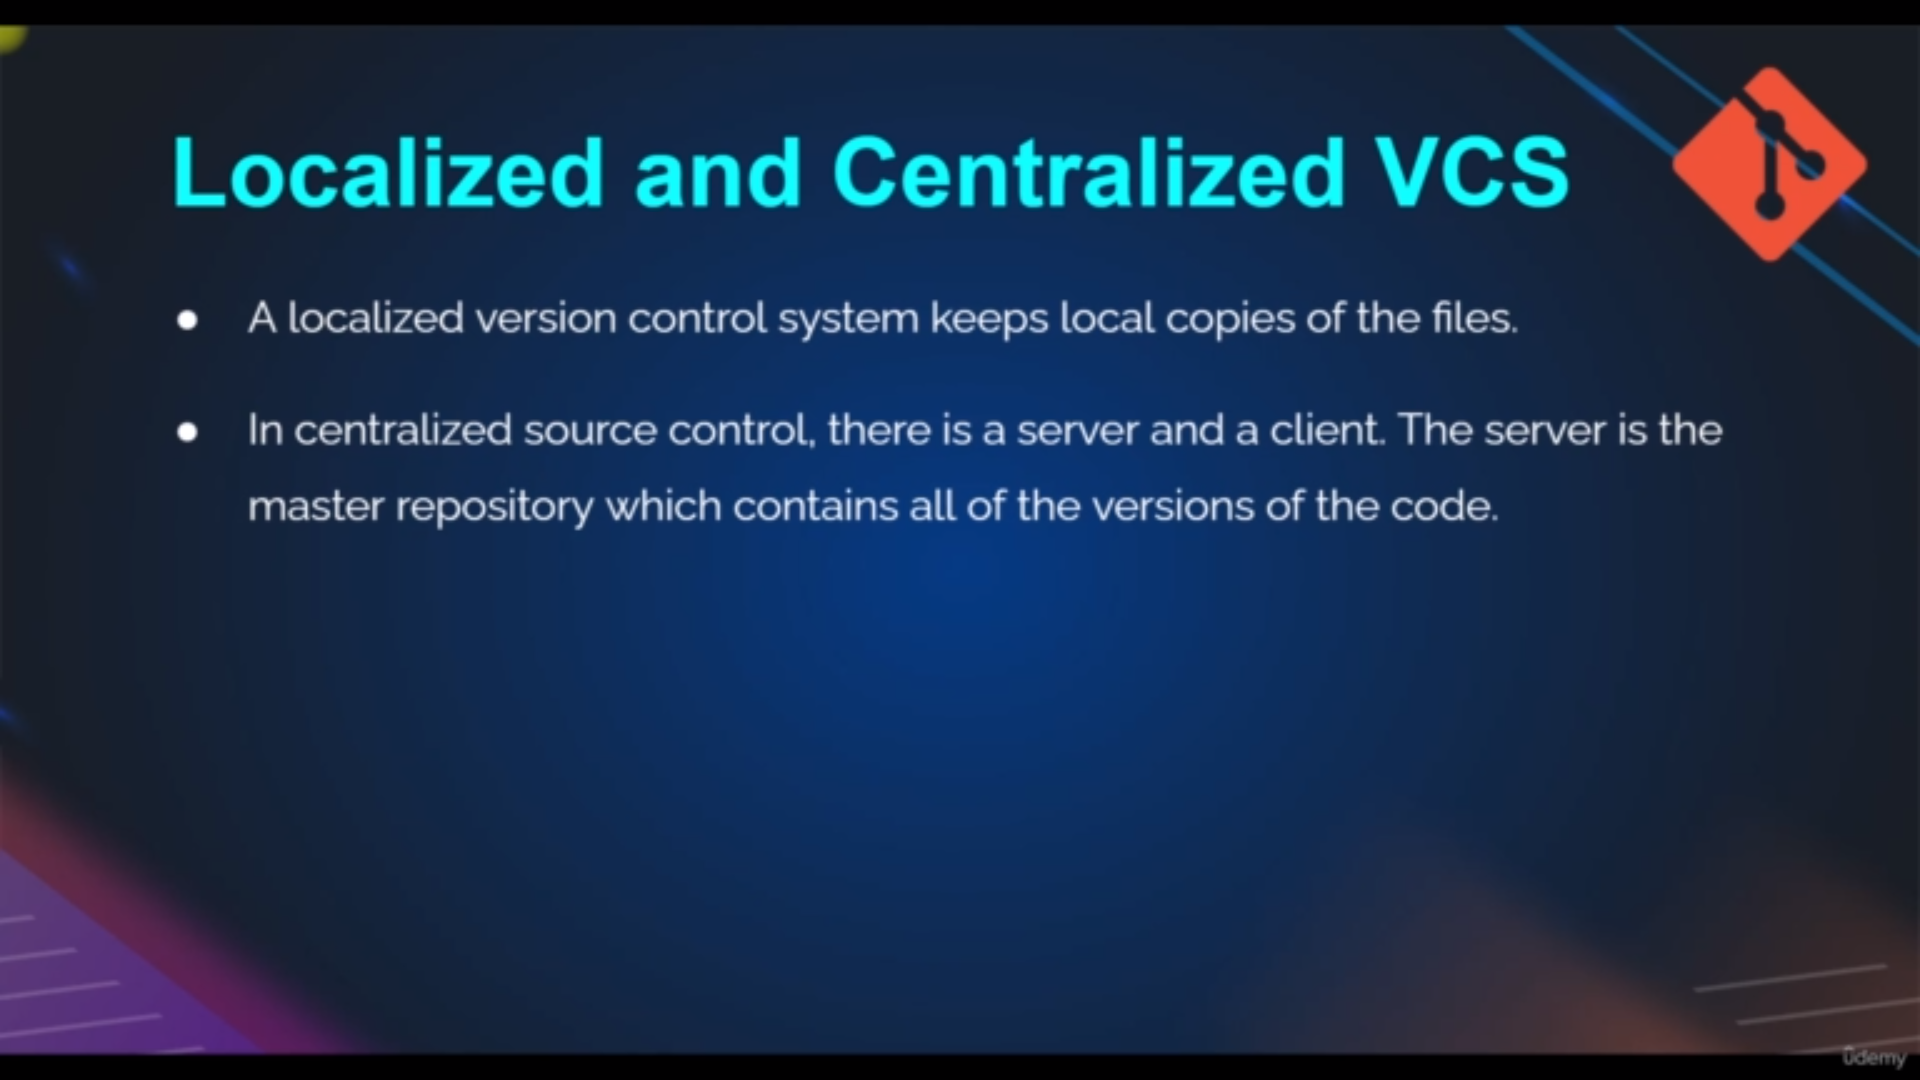 Localized and Centralized VCS
● A localized version control system keeps local copies of the files.
● In centralized source control, there is a server and a client. The server is the
master repository which contains all of the versions of the code.
ûdemy